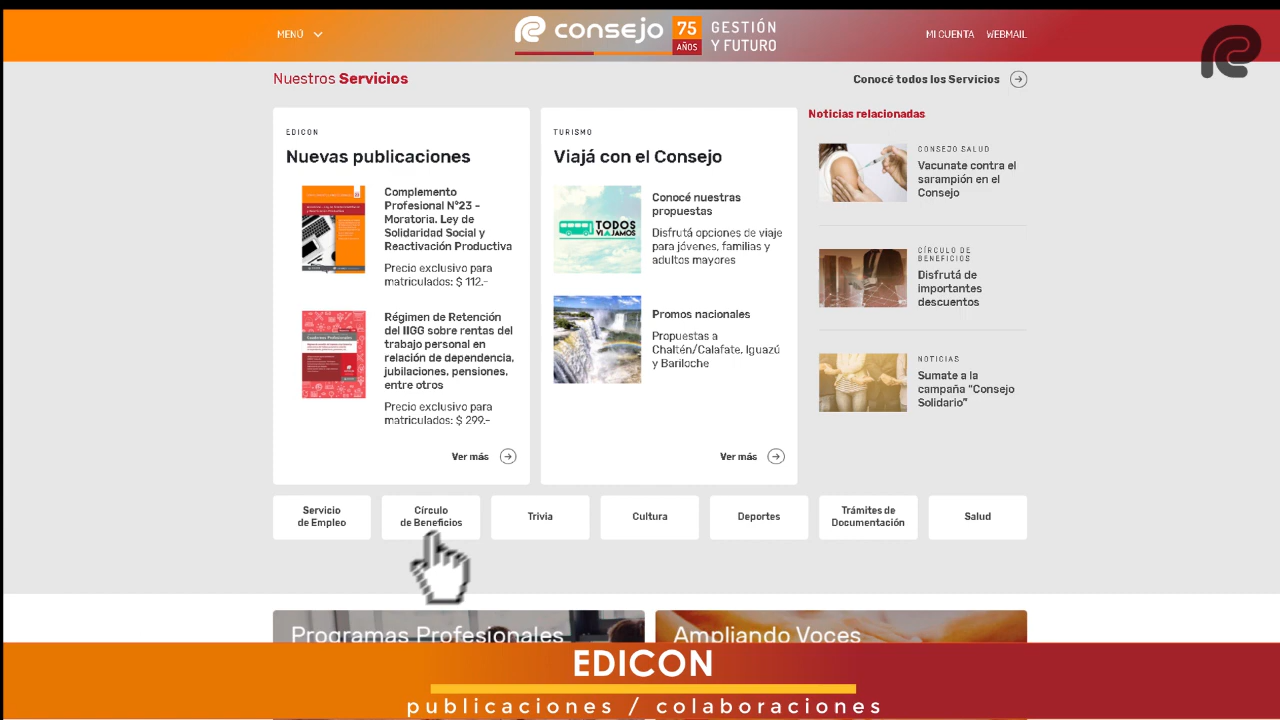 MENÚ
consejo
75
AÑOS
GESTIÓN
Y FUTURO
MI CUENTA
WEBMAIL
Nuestros Servicios
Conocé todos los Servicios
EDICON
Nuevas publicaciones
Complemento
Profesional N°23 -
Moratoria. Ley de
Solidaridad Social y
Reactivación Productiva
Precio exclusivo para
matriculados: $ 112.-
Régimen de Retención
del IIGG sobre rentas del
trabajo personal en
relación de dependencia,
jubilaciones, pensiones,
entre otros
Precio exclusivo para
matriculados: $ 299.-
Ver más
TURISMO
Viajá con el Consejo
TODOS
VIAJAMOS
Conocé nuestras
propuestas
Disfrutá opciones de viaje
para jóvenes, familias y
adultos mayores
Promos nacionales
Propuestas a
Chaltén/Calafate, Iguazú
y Bariloche
Ver más
Noticias relacionadas
CONSEJO SALUD
Vacunate contra el
sarampión en el
Consejo
CÍRCULO DE
BENEFICIOS
Disfrutá de
importantes
descuentos
NOTICIAS
Sumate a la
campaña "Consejo
Solidario"
Servicio
de Empleo
Círculo
de Beneficios
Trivia
Cultura
Deportes
Trámites de
Documentación
Salud
Programas Profesionales
Ampliando Voces
EDICON
publicaciones / colaboraciones